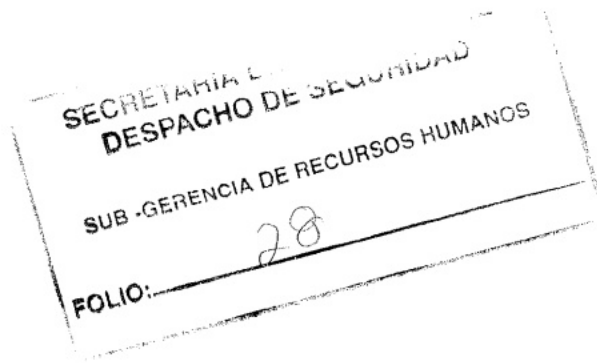 SECRETARIA
DESPACHO DE SEGURIDAD
SUB -GERENCIA DE RECURSOS HUMANOS
28
FOLIO: